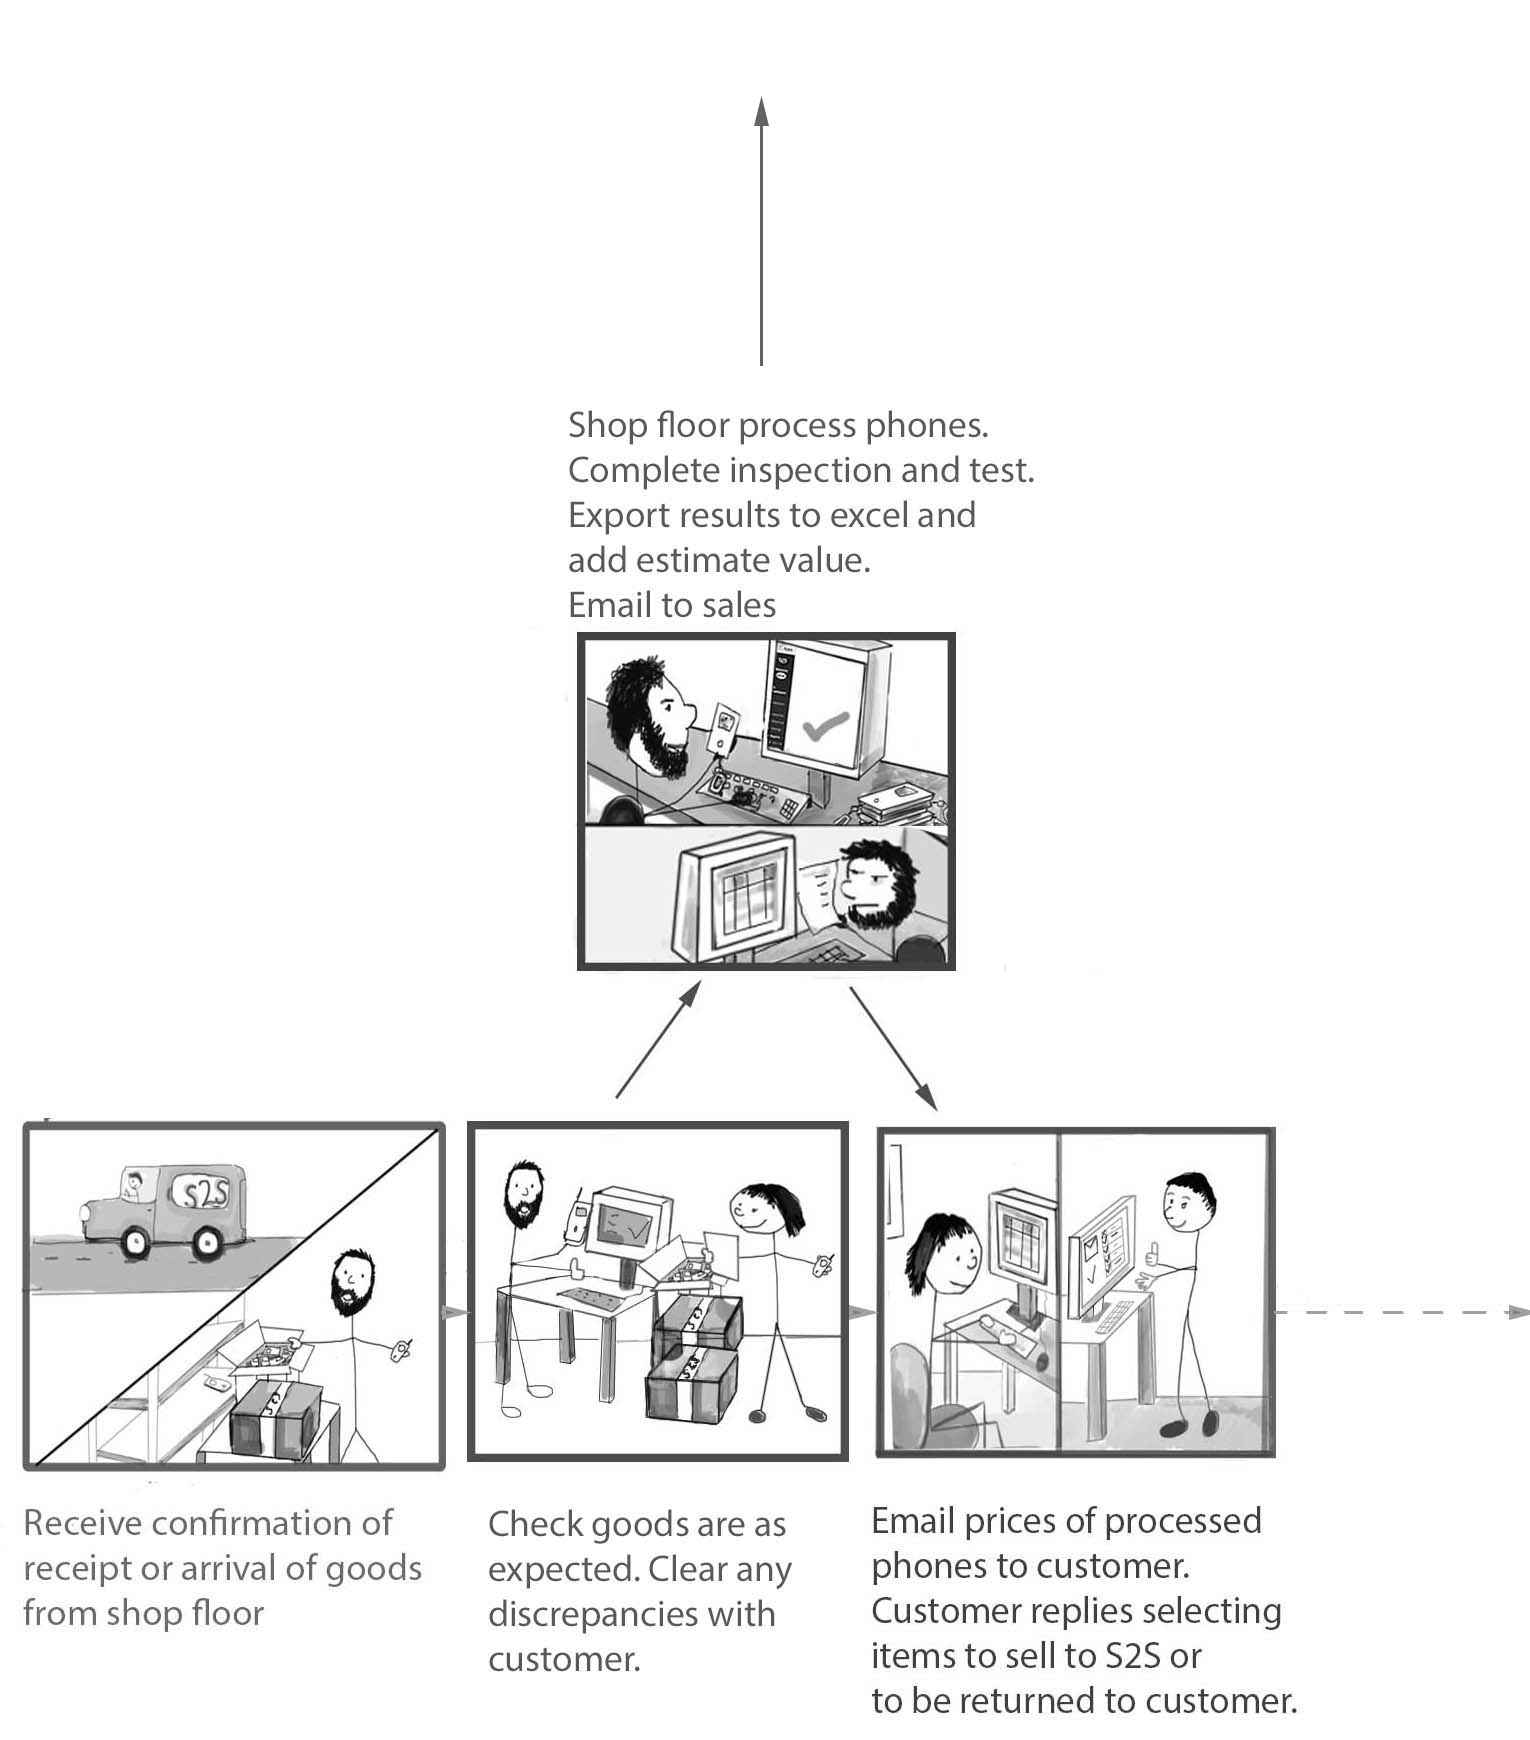 Shop floor process phones.
Complete inspection and test.
Export results to excel and
add estimate value.
Email to sales
S2S
Receive confirmation of
receipt or arrival of goods
from shop floor
Check goods are as
expected. Clear any
discrepancies with
customer.
Email prices of processed
phones to customer.
Customer replies selecting
items to sell to S2S or
to be returned to customer.